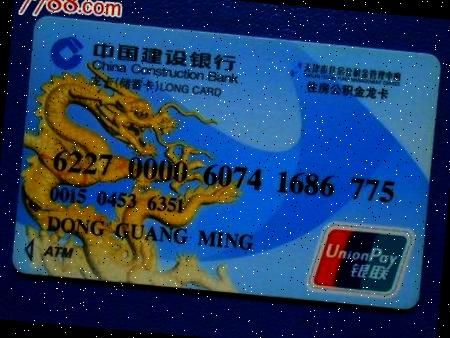 7788.com
中国建设银行
China Construction Bank
龙卡(储蓄卡)LONG CARD
住房公积金龙卡
6227 0000 6074 1686 775
0015 0453 6351
DONG GUANG MING
ATM
UnionPay
银联